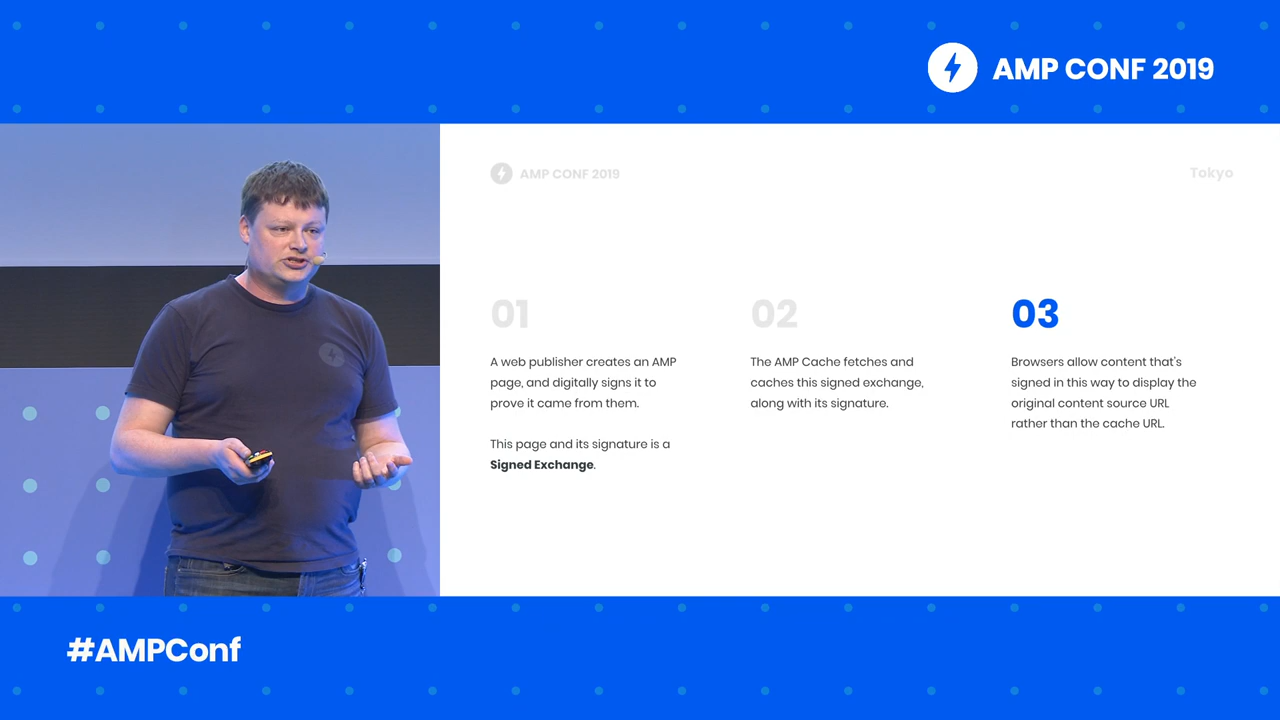 AMP CONF 2019
AMP CONF 2019
Tokyo
01
A web publisher creates an AMP
page, and digitally signs it to
prove it came from them.
This page and its signature is a
Signed Exchange.
02
The AMP Cache fetches and
caches this signed exchange,
along with its signature.
03
Browsers allow content that's
signed in this way to display the
original content source URL
rather than the cache URL.
#AMPConf